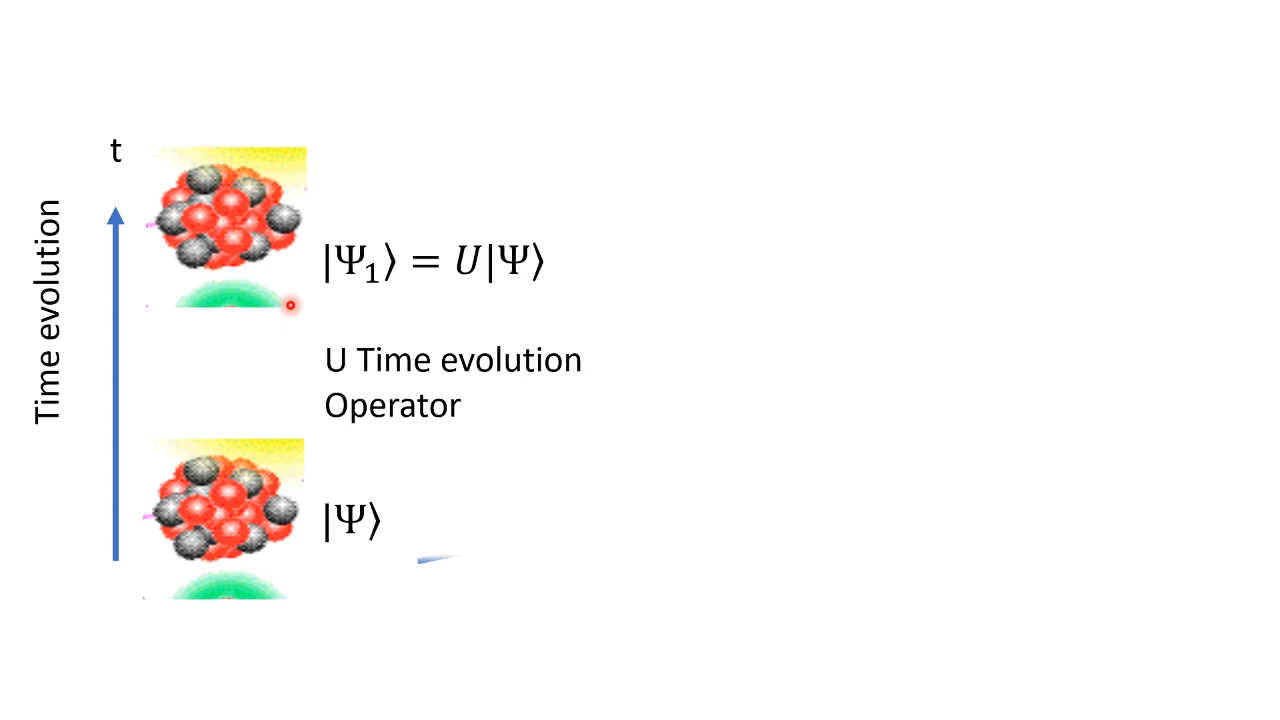 t
Time evolution
|Ψ₁⟩ = U|Ψ⟩
U Time evolution
Operator
|Ψ⟩